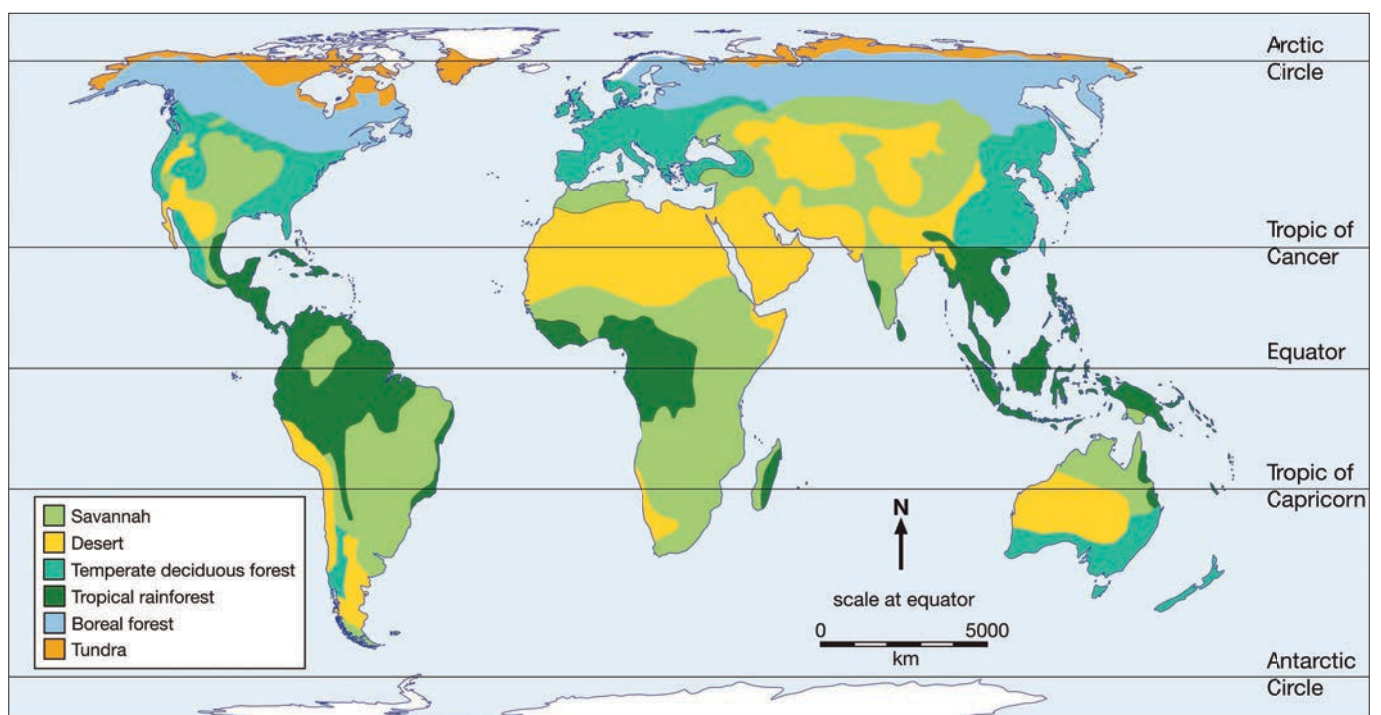 Arctic
Circle
Tropic of
Cancer
Equator
Tropic of
Capricorn
Savannah
Desert
Temperate deciduous forest
Tropical rainforest
Boreal forest
Tundra
N
scale at equator
0 5000
km
Antarctic
Circle